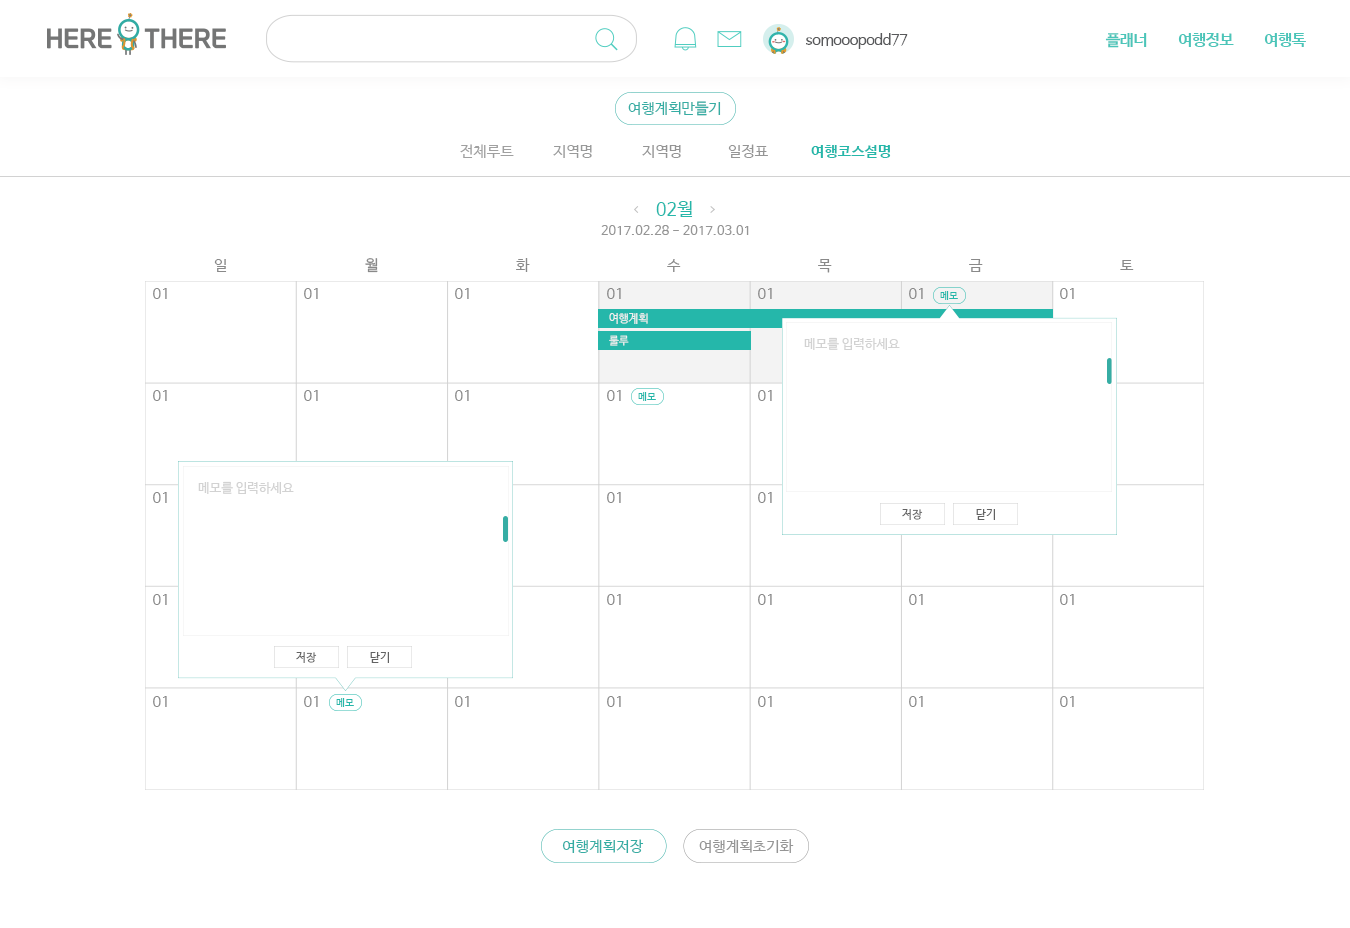 HERE THERE
somooopodd77
플래너 여행정보 여행톡
여행계획만들기
전체루트 지역명 지역명 일정표 여행코스설명
02월
2017.02.28 - 2017.03.01
일 월 화 수 목 금 토
01 01 01 01 01 01 메모 01
여행계획
룰루
메모를 입력하세요
01 01 01 01 메모 01
메모를 입력하세요
01 01 01
저장 닫기
01 01 01 01 01
저장 닫기
01 01 메모 01 01 01 01 01
여행계획저장 여행계획초기화